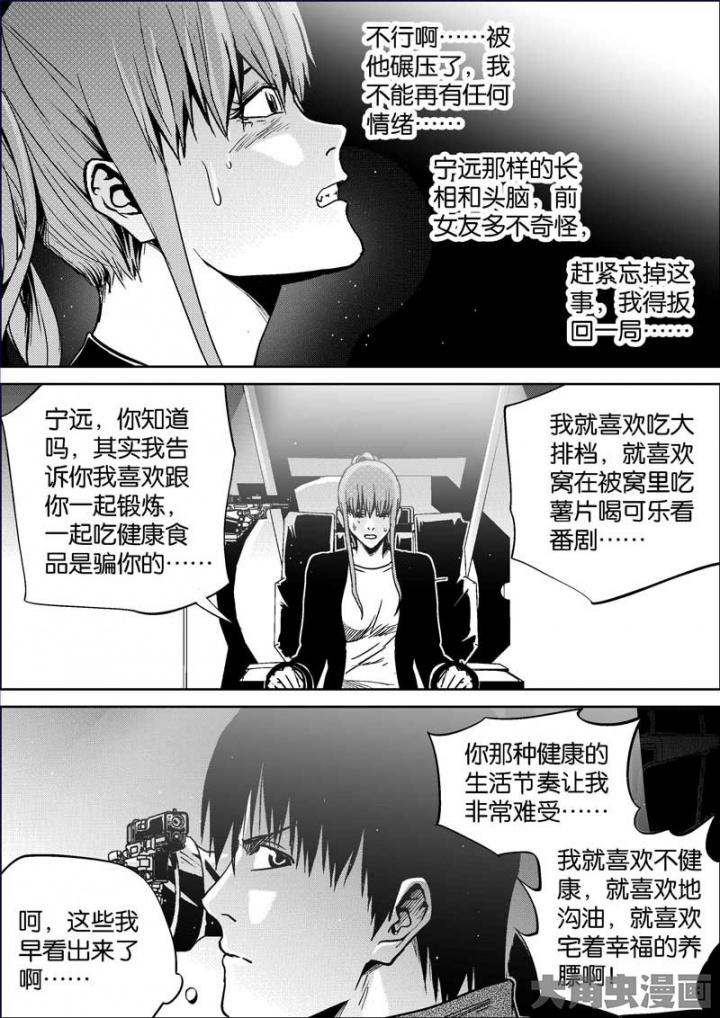 不行啊……被
他碾压了，我
不能再有任何
情绪……
宁远那样的长
相和头脑，前
女友多不奇怪，
赶紧忘掉这
事，我得扳
回一局……
宁远，你知道
吗，其实我告
诉你我喜欢跟
你一起锻炼，
一起吃健康食
品是骗你的……
我就喜欢吃大
排档，就喜欢
窝在被窝里吃
薯片喝可乐看
番剧……
你那种健康的
生活节奏让我
非常难受……
我就喜欢不健
康，就喜欢地
沟油，就喜欢
宅着幸福的养
膘啊！
呵，这些我
早看出来了
啊……
大角虫漫画